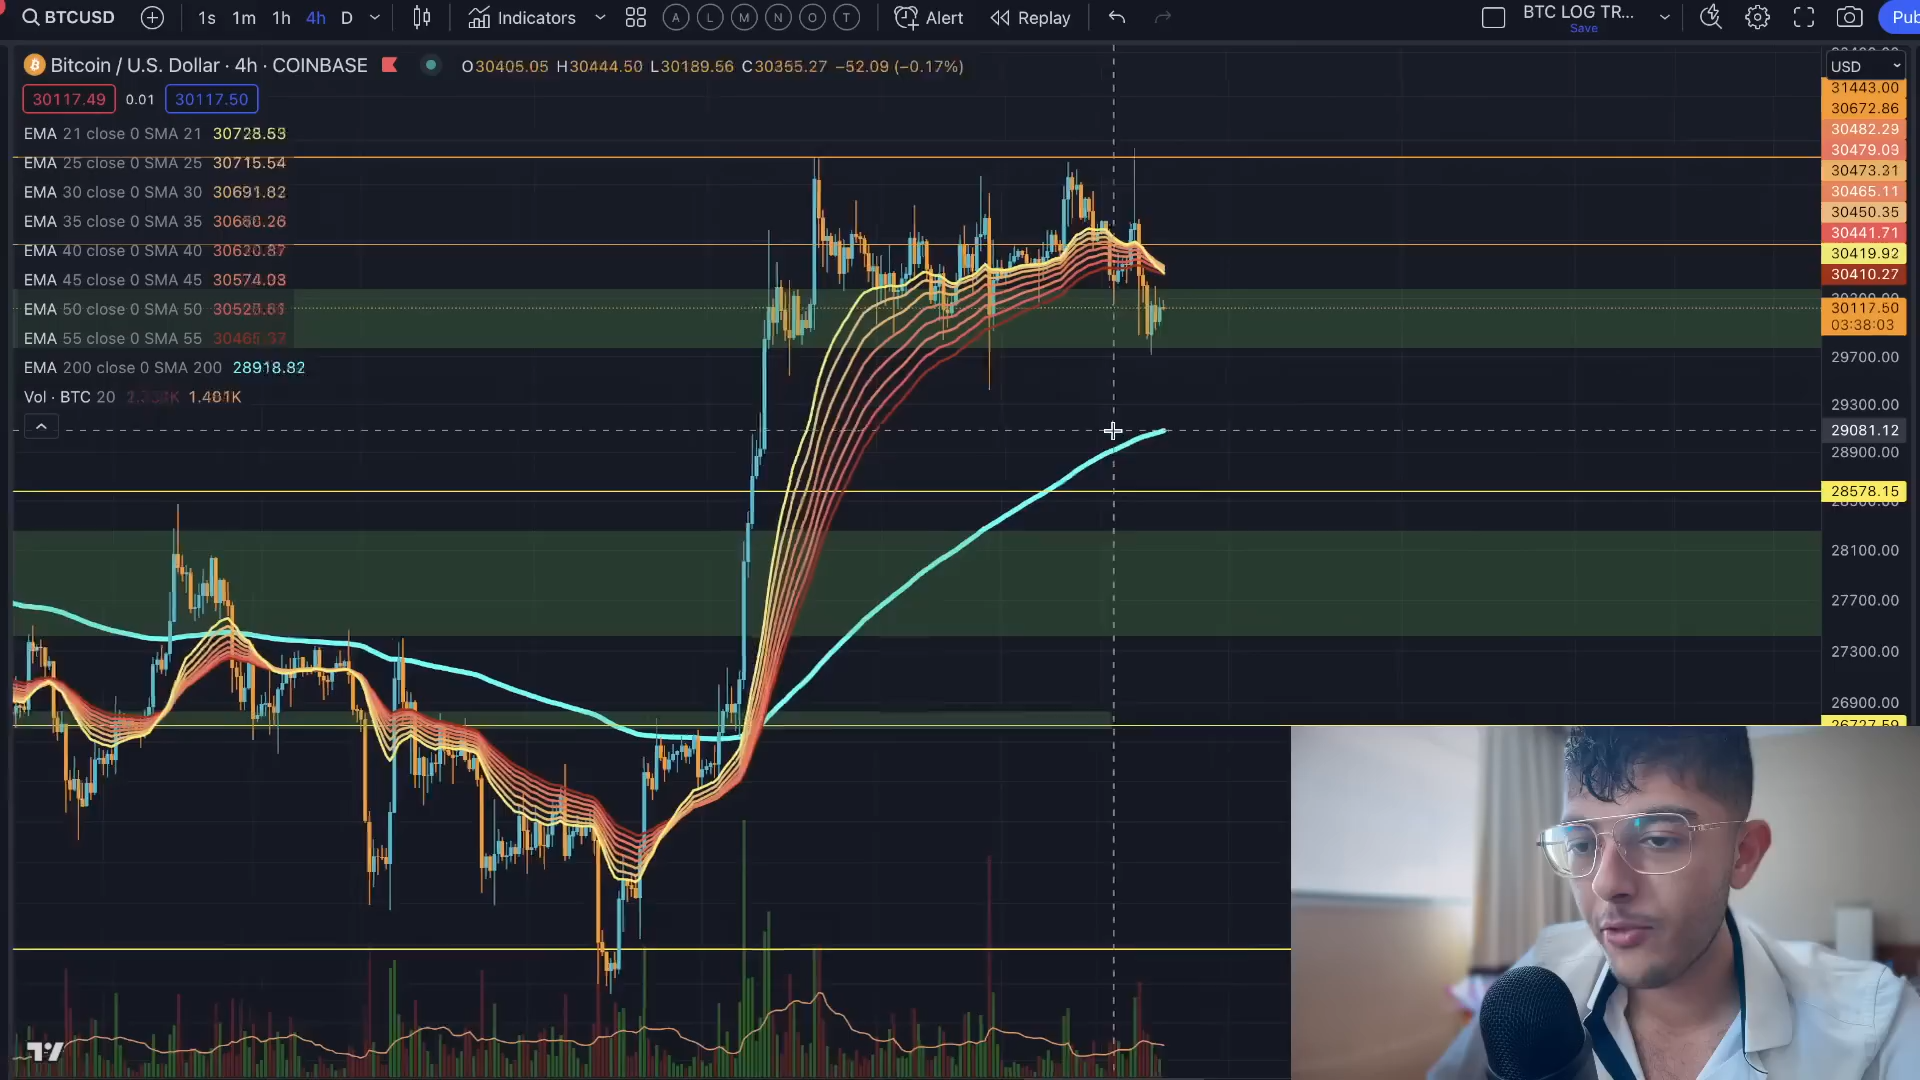 BTCUSD 1s 1m 1h 4h D Indicators A L M N O T Alert Replay BTC LOG TR... Save Pub
Bitcoin / U.S. Dollar · 4h · COINBASE O30405.05 H30444.50 L30189.56 C30355.27 −52.09 (−0.17%)
30117.49 0.01 30117.50
EMA 21 close 0 SMA 21 30728.53
EMA 25 close 0 SMA 25 30715.54
EMA 30 close 0 SMA 30 30691.82
EMA 35 close 0 SMA 35
EMA 40 close 0 SMA 40
EMA 45 close 0 SMA 45 30574.03
EMA 50 close 0 SMA 50
EMA 55 close 0 SMA 55
EMA 200 close 0 SMA 200 28918.82
Vol · BTC 20
USD
31443.00
30672.86
30482.29
30479.09
30473.31
30465.11
30450.35
30441.71
30419.92
30410.27
30117.50
03:38:03
29700.00
29300.00
29081.12
28900.00
28578.15
28100.00
27700.00
27300.00
26900.00
26727.59